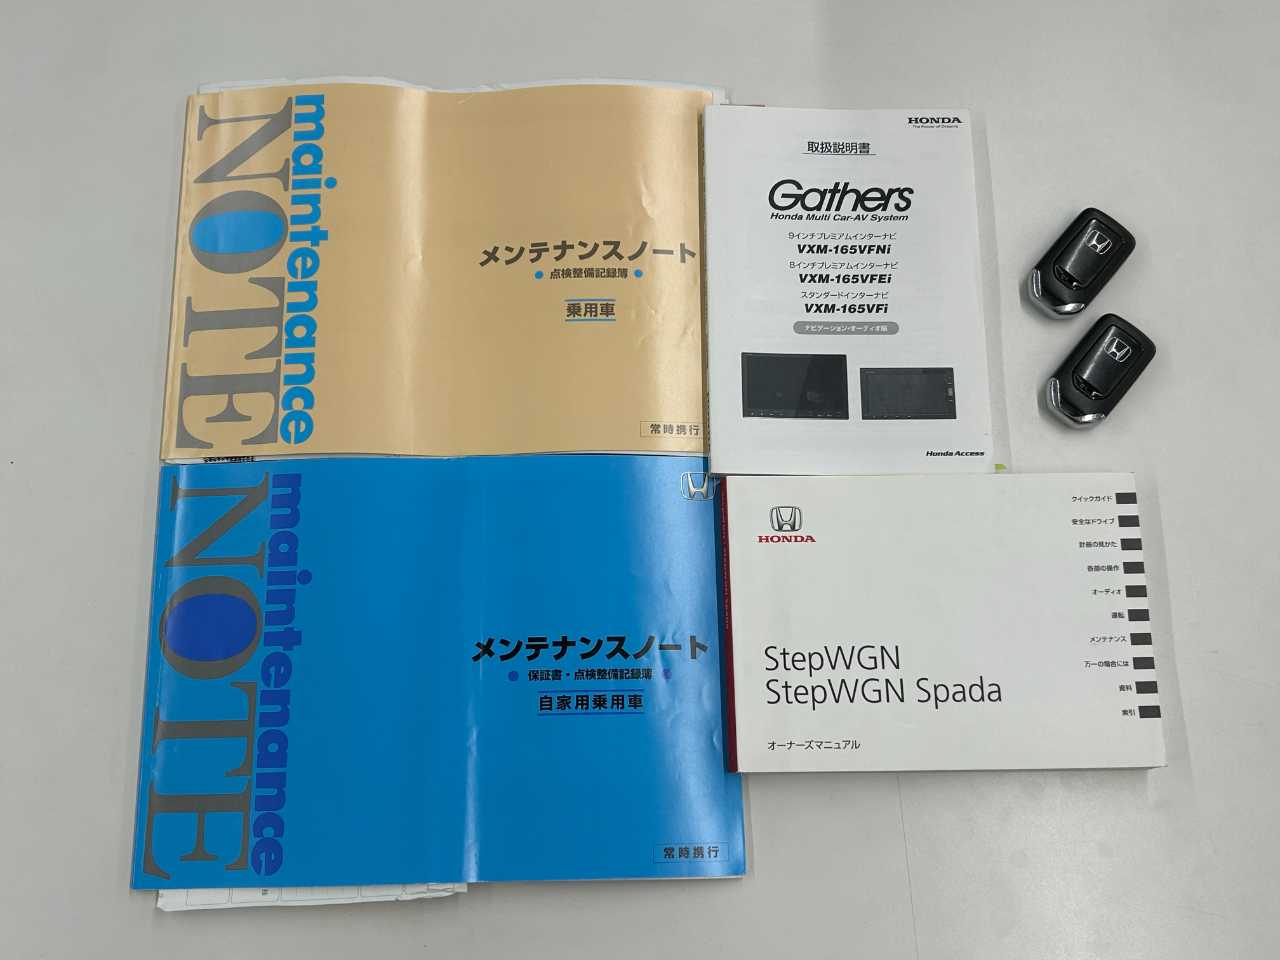 maintenance
NOTE
メンテナンスノート
点検整備記録簿
乗用車
常時携行
HONDA
The Power of Dreams
取扱説明書
Gathers
Honda Multi Car-AV System
9インチプレミアムインターナビ
VXM-165VFNi
8インチプレミアムインターナビ
VXM-165VFEi
スタンダードインターナビ
VXM-165VFi
ナビゲーション・オーディオ編
Honda Access
maintenance
NOTE
メンテナンスノート
保証書・点検整備記録簿
自家用乗用車
常時携行
HONDA
StepWGN
StepWGN Spada
オーナーズマニュアル
クイックガイド
安全なドライブ
計器の見かた
各部の操作
オーディオ
運転
メンテナンス
万一の場合には
資料
索引